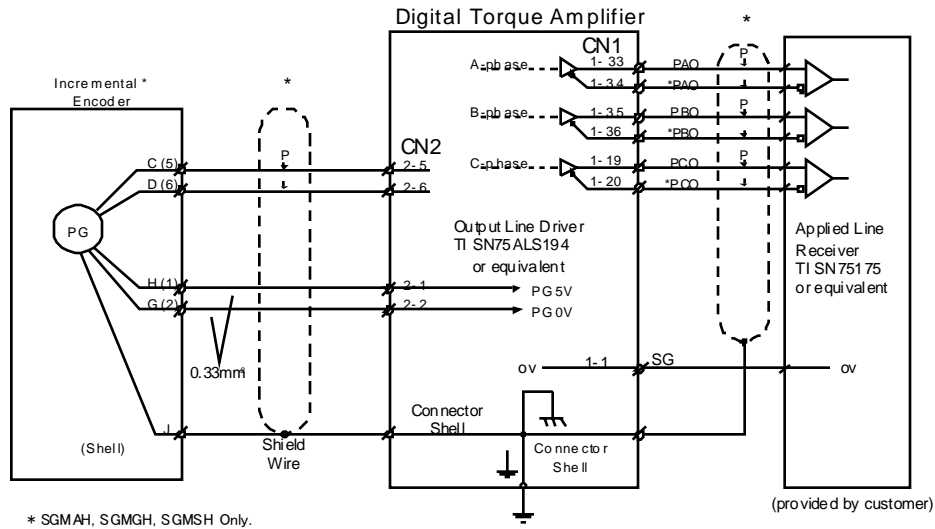 Digital Torque Amplifier
*
CN1
A-phase
1-33
PAO
P
1-34
*PAO
B-phase
1-35
PBO
P
1-36
*PBO
C-phase
1-19
PCO
P
1-20
*PCO
Incremental *
Encoder
*
CN2
C (5)
P
2-5
D (6)
2-6
PG
Output Line Driver
TI SN75ALS194
or equivalent
Applied Line
Receiver
TI SN75175
or equivalent
H (1)
2-1
PG5V
G (2)
2-2
PG0V
0.33mm²
0V
1-1
SG
0V
Connector
Shell
J
(Shell)
Shield
Wire
Connector
Shell
(provided by customer)
* SGMAH, SGMGH, SGMSH Only.